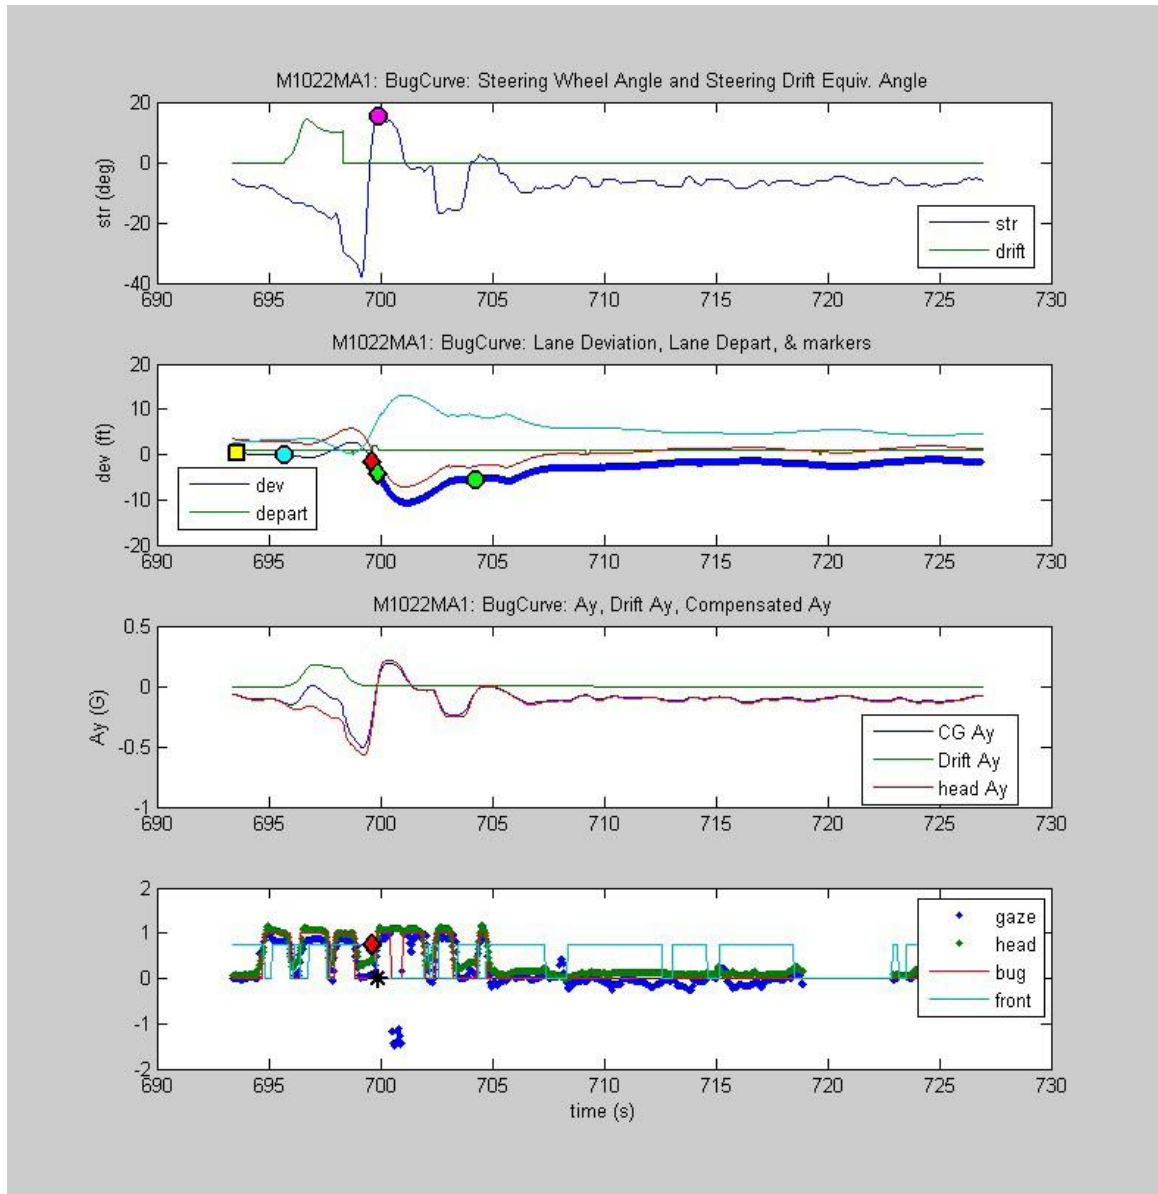 M1022MA1: BugCurve: Steering Wheel Angle and Steering Drift Equiv. Angle
str (deg)
20
0
-20
-40
690 695 700 705 710 715 720 725 730
str
drift
M1022MA1: BugCurve: Lane Deviation, Lane Depart, & markers
dev (ft)
20
10
0
-10
-20
690 695 700 705 710 715 720 725 730
dev
depart
M1022MA1: BugCurve: Ay, Drift Ay, Compensated Ay
Ay (G)
0.5
0
-0.5
-1
690 695 700 705 710 715 720 725 730
CG Ay
Drift Ay
head Ay
2
1
0
-1
-2
690 695 700 705 710 715 720 725 730
gaze
head
bug
front
time (s)